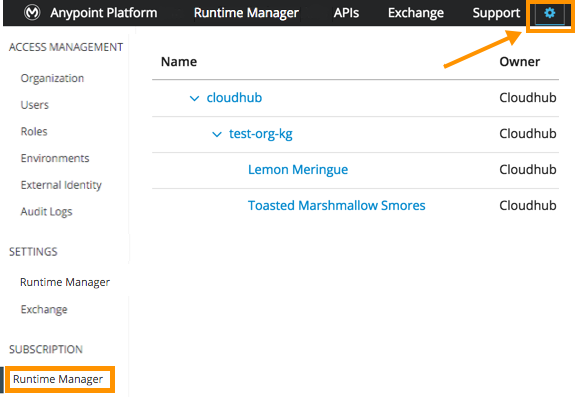 Anypoint Platform Runtime Manager APIs Exchange Support
ACCESS MANAGEMENT
Organization
Users
Roles
Environments
External Identity
Audit Logs
SETTINGS
Runtime Manager
Exchange
SUBSCRIPTION
Runtime Manager
Name Owner
cloudhub Cloudhub
test-org-kg Cloudhub
Lemon Meringue Cloudhub
Toasted Marshmallow Smores Cloudhub